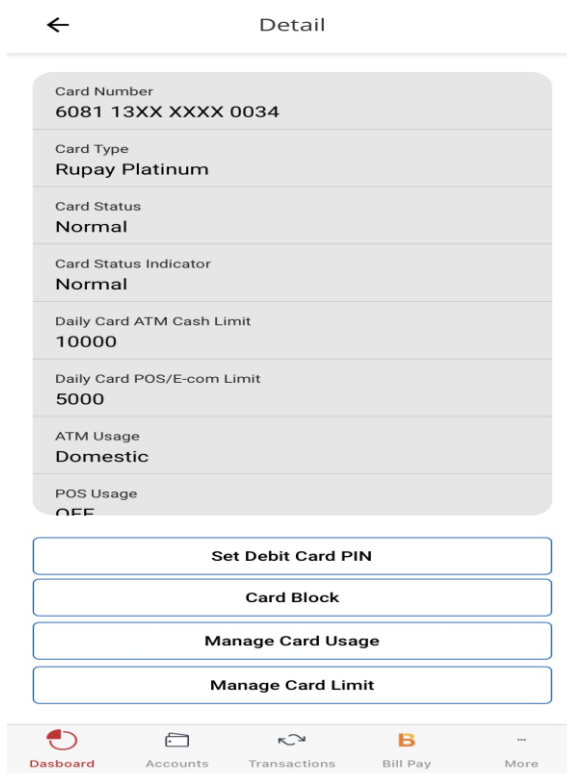 Detail
Card Number
6081 13XX XXXX 0034
Card Type
Rupay Platinum
Card Status
Normal
Card Status Indicator
Normal
Daily Card ATM Cash Limit
10000
Daily Card POS/E-com Limit
5000
ATM Usage
Domestic
POS Usage
OFF
Set Debit Card PIN
Card Block
Manage Card Usage
Manage Card Limit
Dasboard Accounts Transactions Bill Pay More